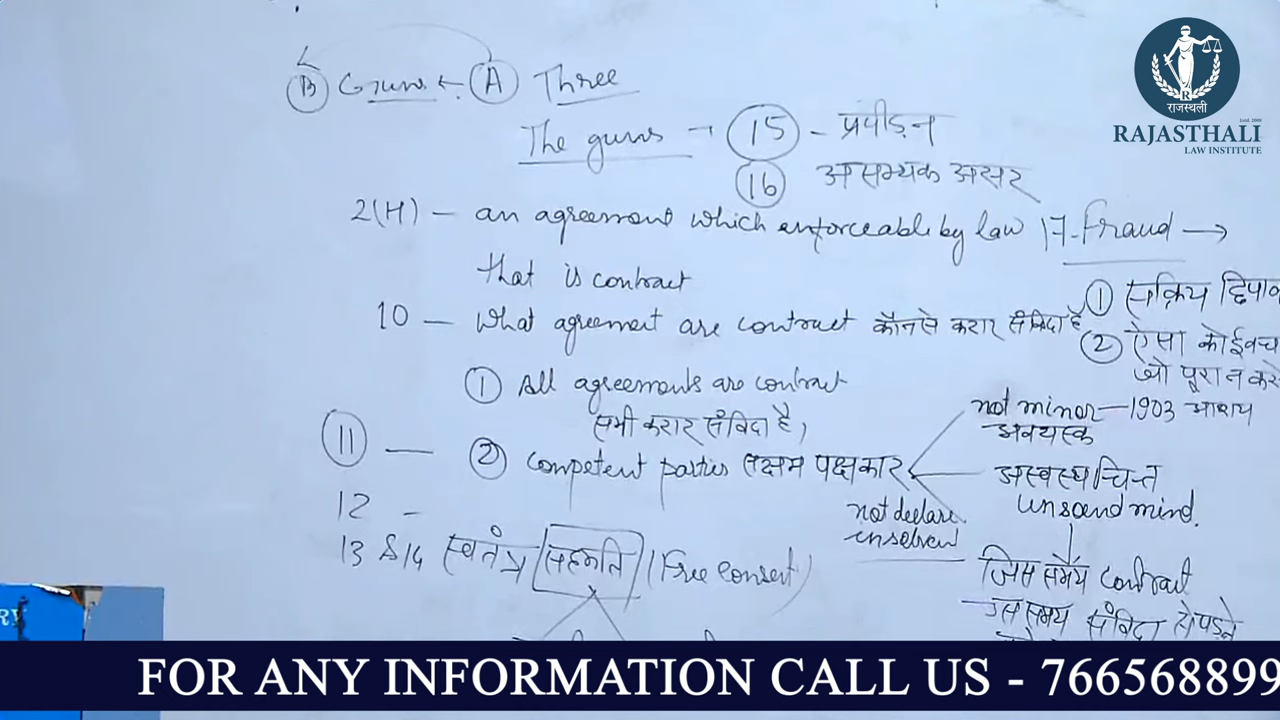 B Guns ← A Three
The guns → 15 - प्रपीड़न
16 असम्यक असर
2(H) - an agreement which enforceable by law
that is contract
17- Fraud →
① सक्रिय छिपाव
② ऐसा कोई वच
जो पूरा न करे
आशय
10 - What agreement are contract कौनसे करार संविदा है
① All agreements are contract
सभी करार संविदा है,
11 - ② Competent parties सक्षम पक्षकार
not minor - 1903
अवयस्क
अस्वस्थचित्त
unsound mind.
not declare
insolvent
12 -
13 & 14 स्वतंत्र सहमति (Free Consent)
जिस समय contract
उस समय संविदा
RAJASTHALI
LAW INSTITUTE
राजस्थली
FOR ANY INFORMATION CALL US - 766568899